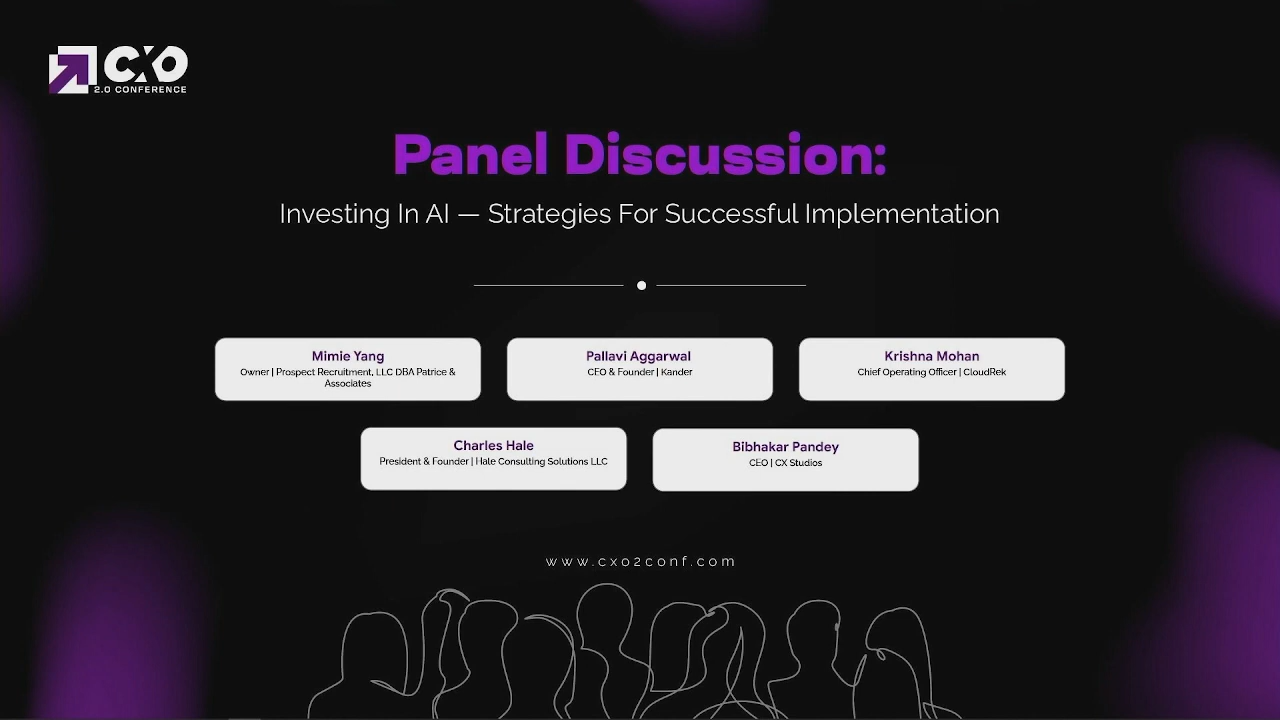 CXO
2.0 CONFERENCE
Panel Discussion:
Investing In AI — Strategies For Successful Implementation
Mimie Yang
Owner | Prospect Recruitment, LLC DBA Patrice &
Associates
Pallavi Aggarwal
CEO & Founder | Kander
Krishna Mohan
Chief Operating Officer | CloudRek
Charles Hale
President & Founder | Hale Consulting Solutions LLC
Bibhakar Pandey
CEO | CX Studios
www.cxo2conf.com